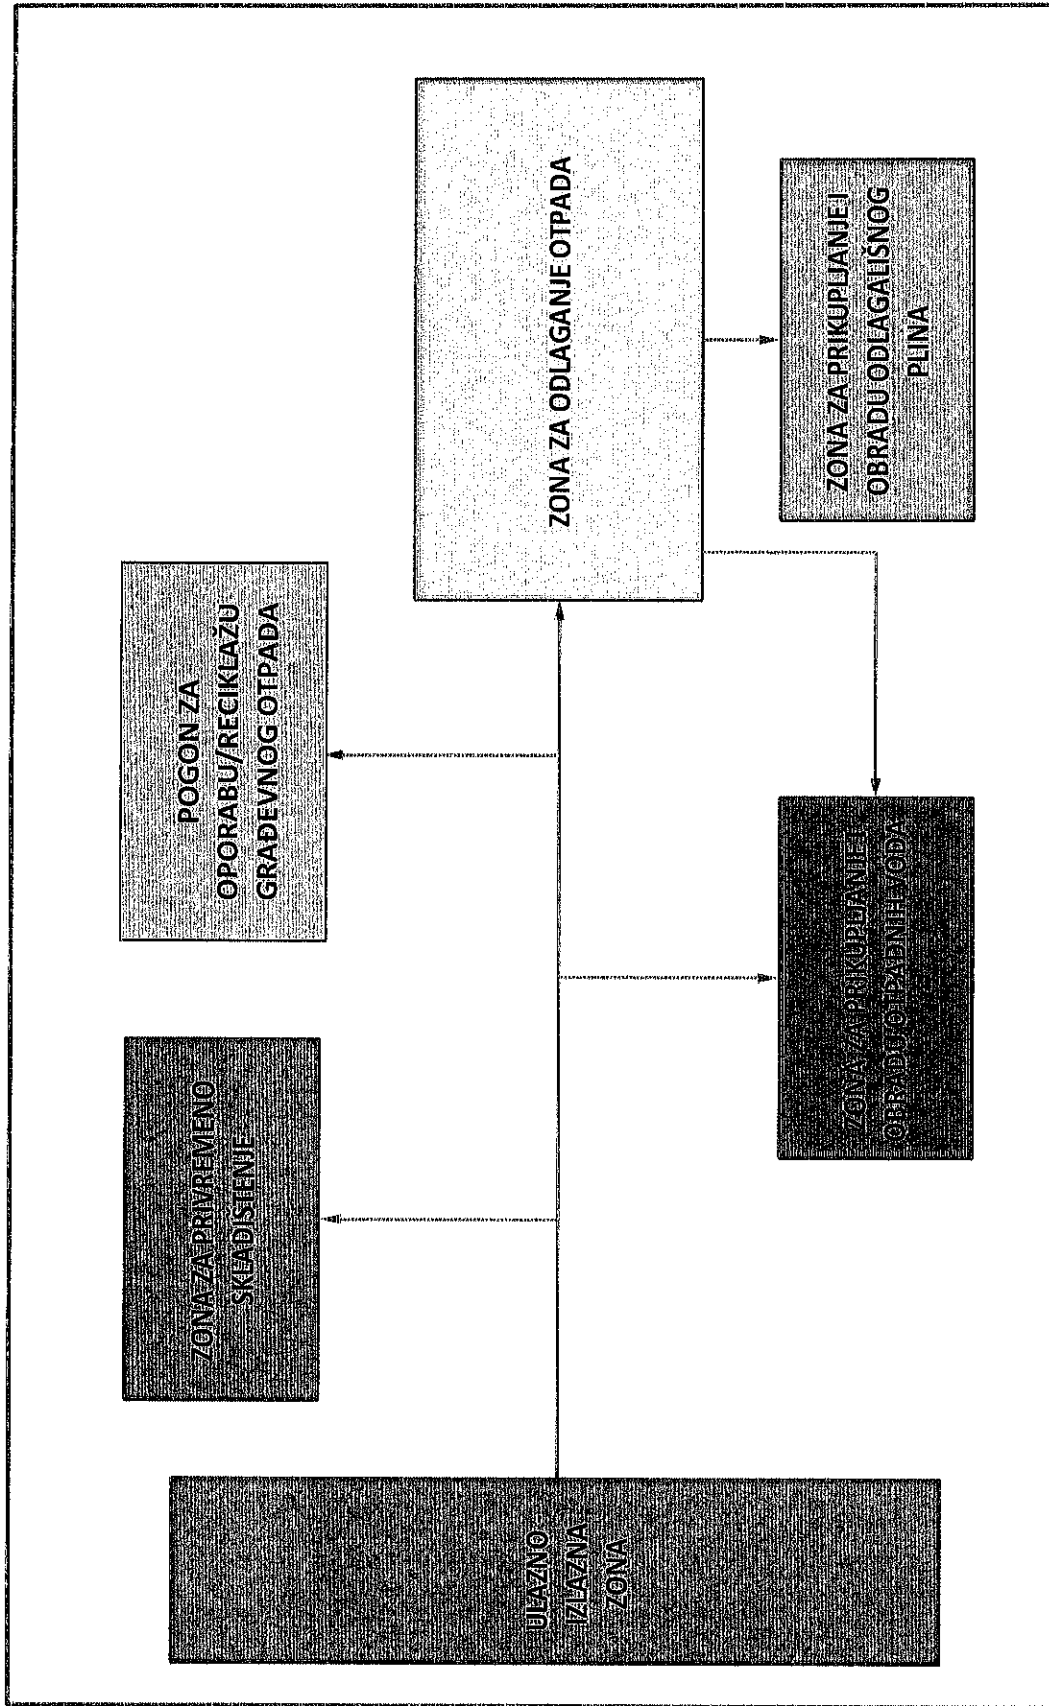 ULAZNO
IZLAZNA
ZONA
ZONA ZA PRIVREMENO
SKLADIŠTENJE
POGON ZA
OPORABU/RECIKLAŽU
GRAĐEVNOG OTPADA
ZONA ZA ODLAGANJE OTPADA
ZONA ZA PRIKUPLJANJE I
OBRADU OTPADNIH VODA
ZONA ZA PRIKUPLJANJE I
OBRADU ODLAGALIŠNOG
PLINA